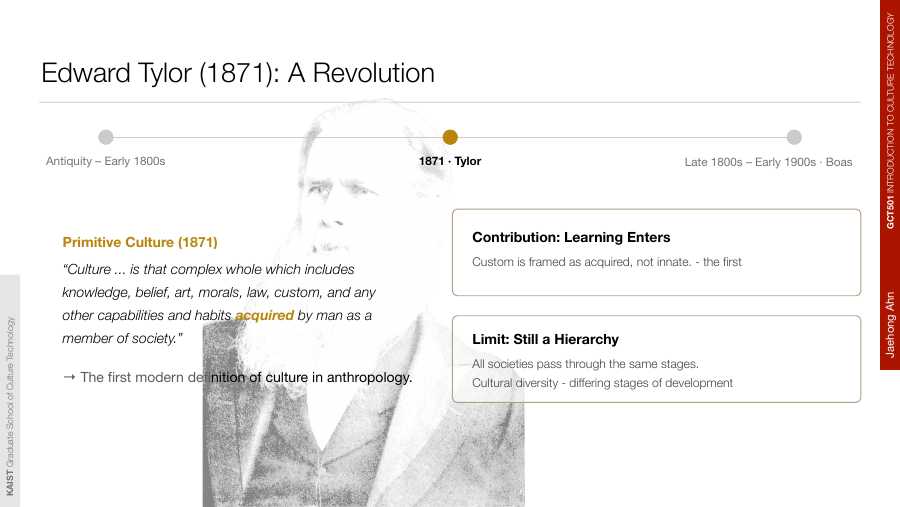 Edward Tylor (1871): A Revolution
Antiquity – Early 1800s
1871 · Tylor
Late 1800s – Early 1900s · Boas
Primitive Culture (1871)
“Culture ... is that complex whole which includes
knowledge, belief, art, morals, law, custom, and any
other capabilities and habits acquired by man as a
member of society.”
→ The first modern definition of culture in anthropology.
Contribution: Learning Enters
Custom is framed as acquired, not innate. - the first
Limit: Still a Hierarchy
All societies pass through the same stages.
Cultural diversity - differing stages of development
KAIST Graduate School of Culture Technology
GCT501 INTRODUCTION TO CULTURE TECHNOLOGY
Jaehong Ahn